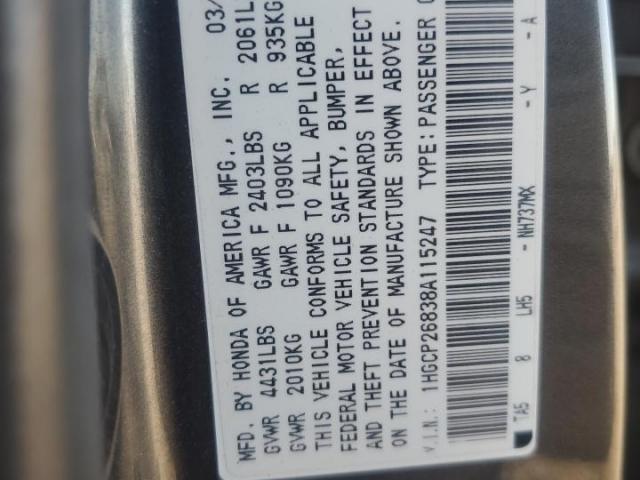 MFD. BY HONDA OF AMERICA MFG., INC. 03/
GVWR 4431LBS GAWR F 2403LBS R 2061L
GVWR 2010KG GAWR F 1090KG R 935KG
THIS VEHICLE CONFORMS TO ALL APPLICABLE
FEDERAL MOTOR VEHICLE SAFETY, BUMPER,
AND THEFT PREVENTION STANDARDS IN EFFECT
ON THE DATE OF MANUFACTURE SHOWN ABOVE.
V.I.N.: 1HGCP26838A115247 TYPE: PASSENGER
TA5 8 LH5 - NH737MX - Y - A